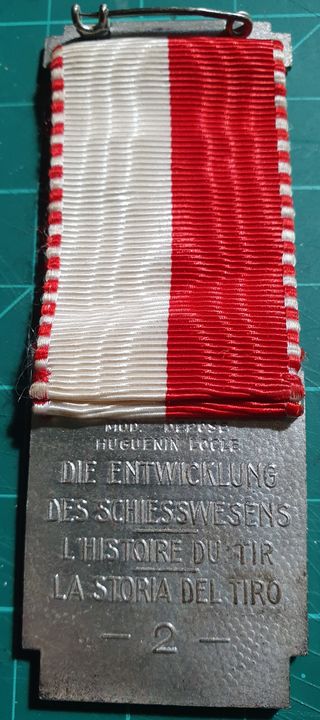 MOD. DEPOSE
HUGUENIN LOCLE
DIE ENTWICKLUNG
DES SCHIESSWESENS
L'HISTOIRE DU TIR
LA STORIA DEL TIRO
— 2 —